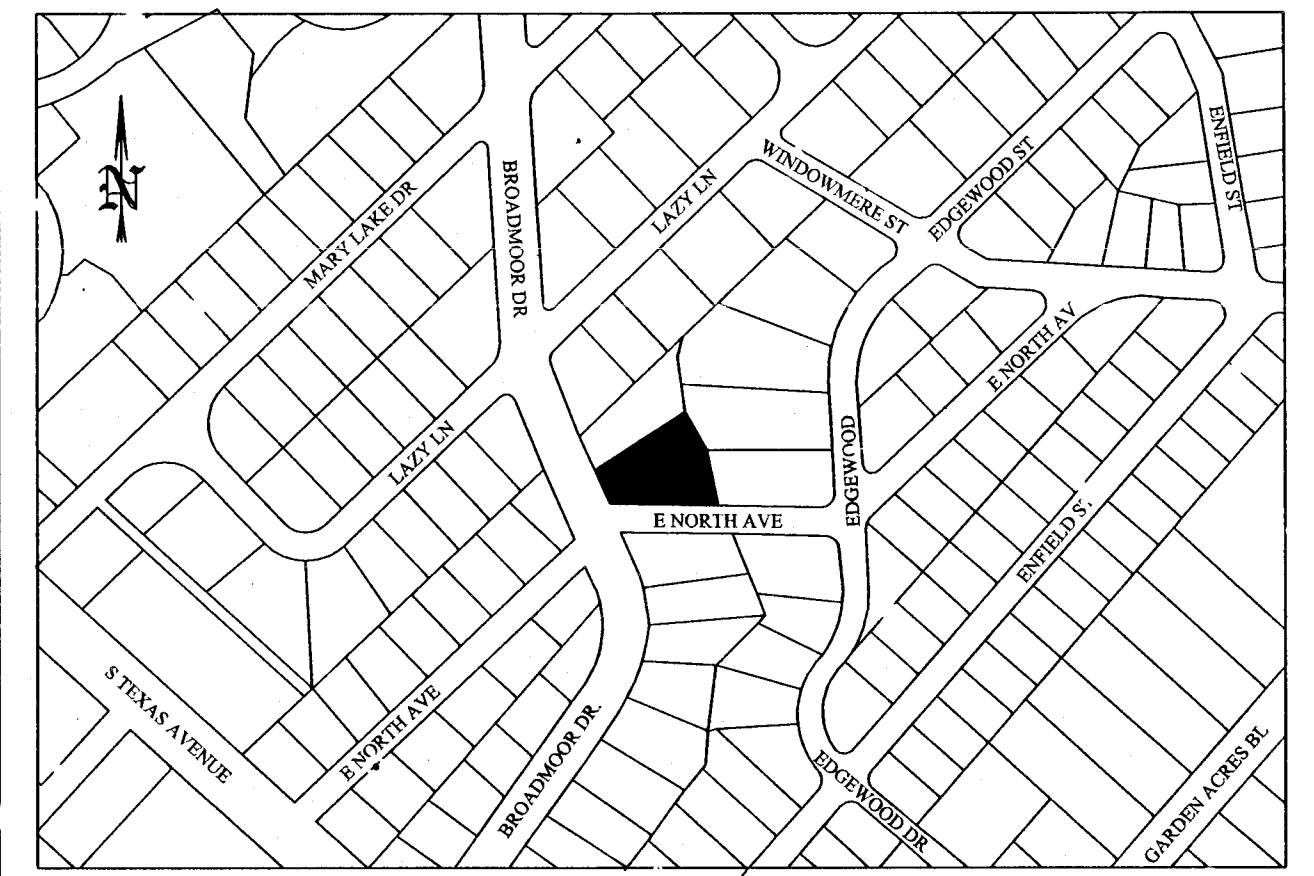 N
MARY LAKE DR
BROADMOOR DR
LAZY LN
WINDOWMERE ST
EDGEWOOD ST
ENFIELD ST
E NORTH AV
LAZY LN
EDGEWOOD
E NORTH AVE
ENFIELD ST
S TEXAS AVENUE
E NORTH AVE
BROADMOOR DR.
EDGEWOOD DR
GARDEN ACRES BL